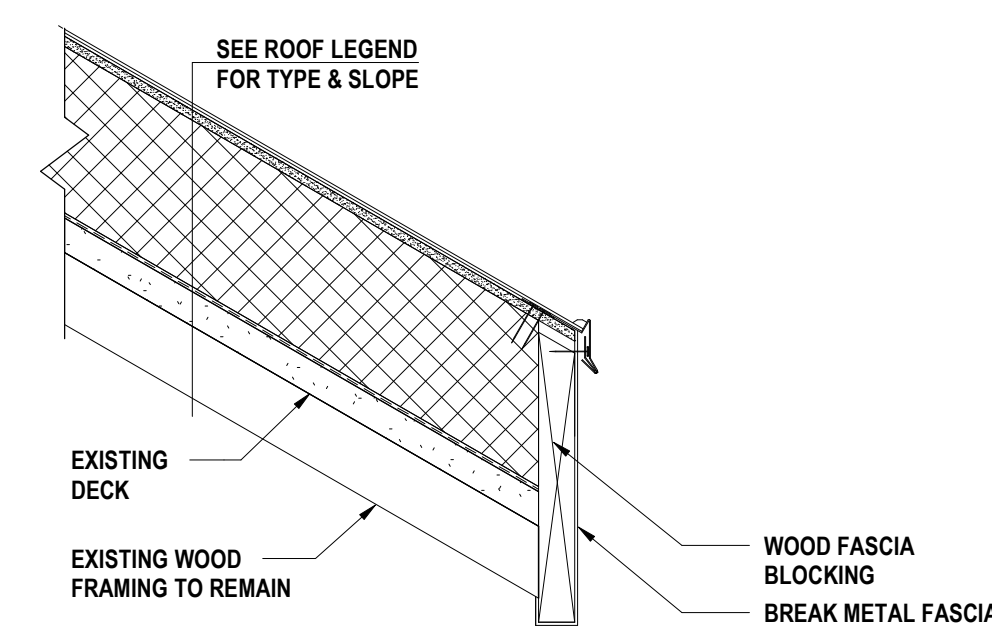 SEE ROOF LEGEND
FOR TYPE & SLOPE
EXISTING
DECK
EXISTING WOOD
FRAMING TO REMAIN
WOOD FASCIA
BLOCKING
BREAK METAL FASCIA